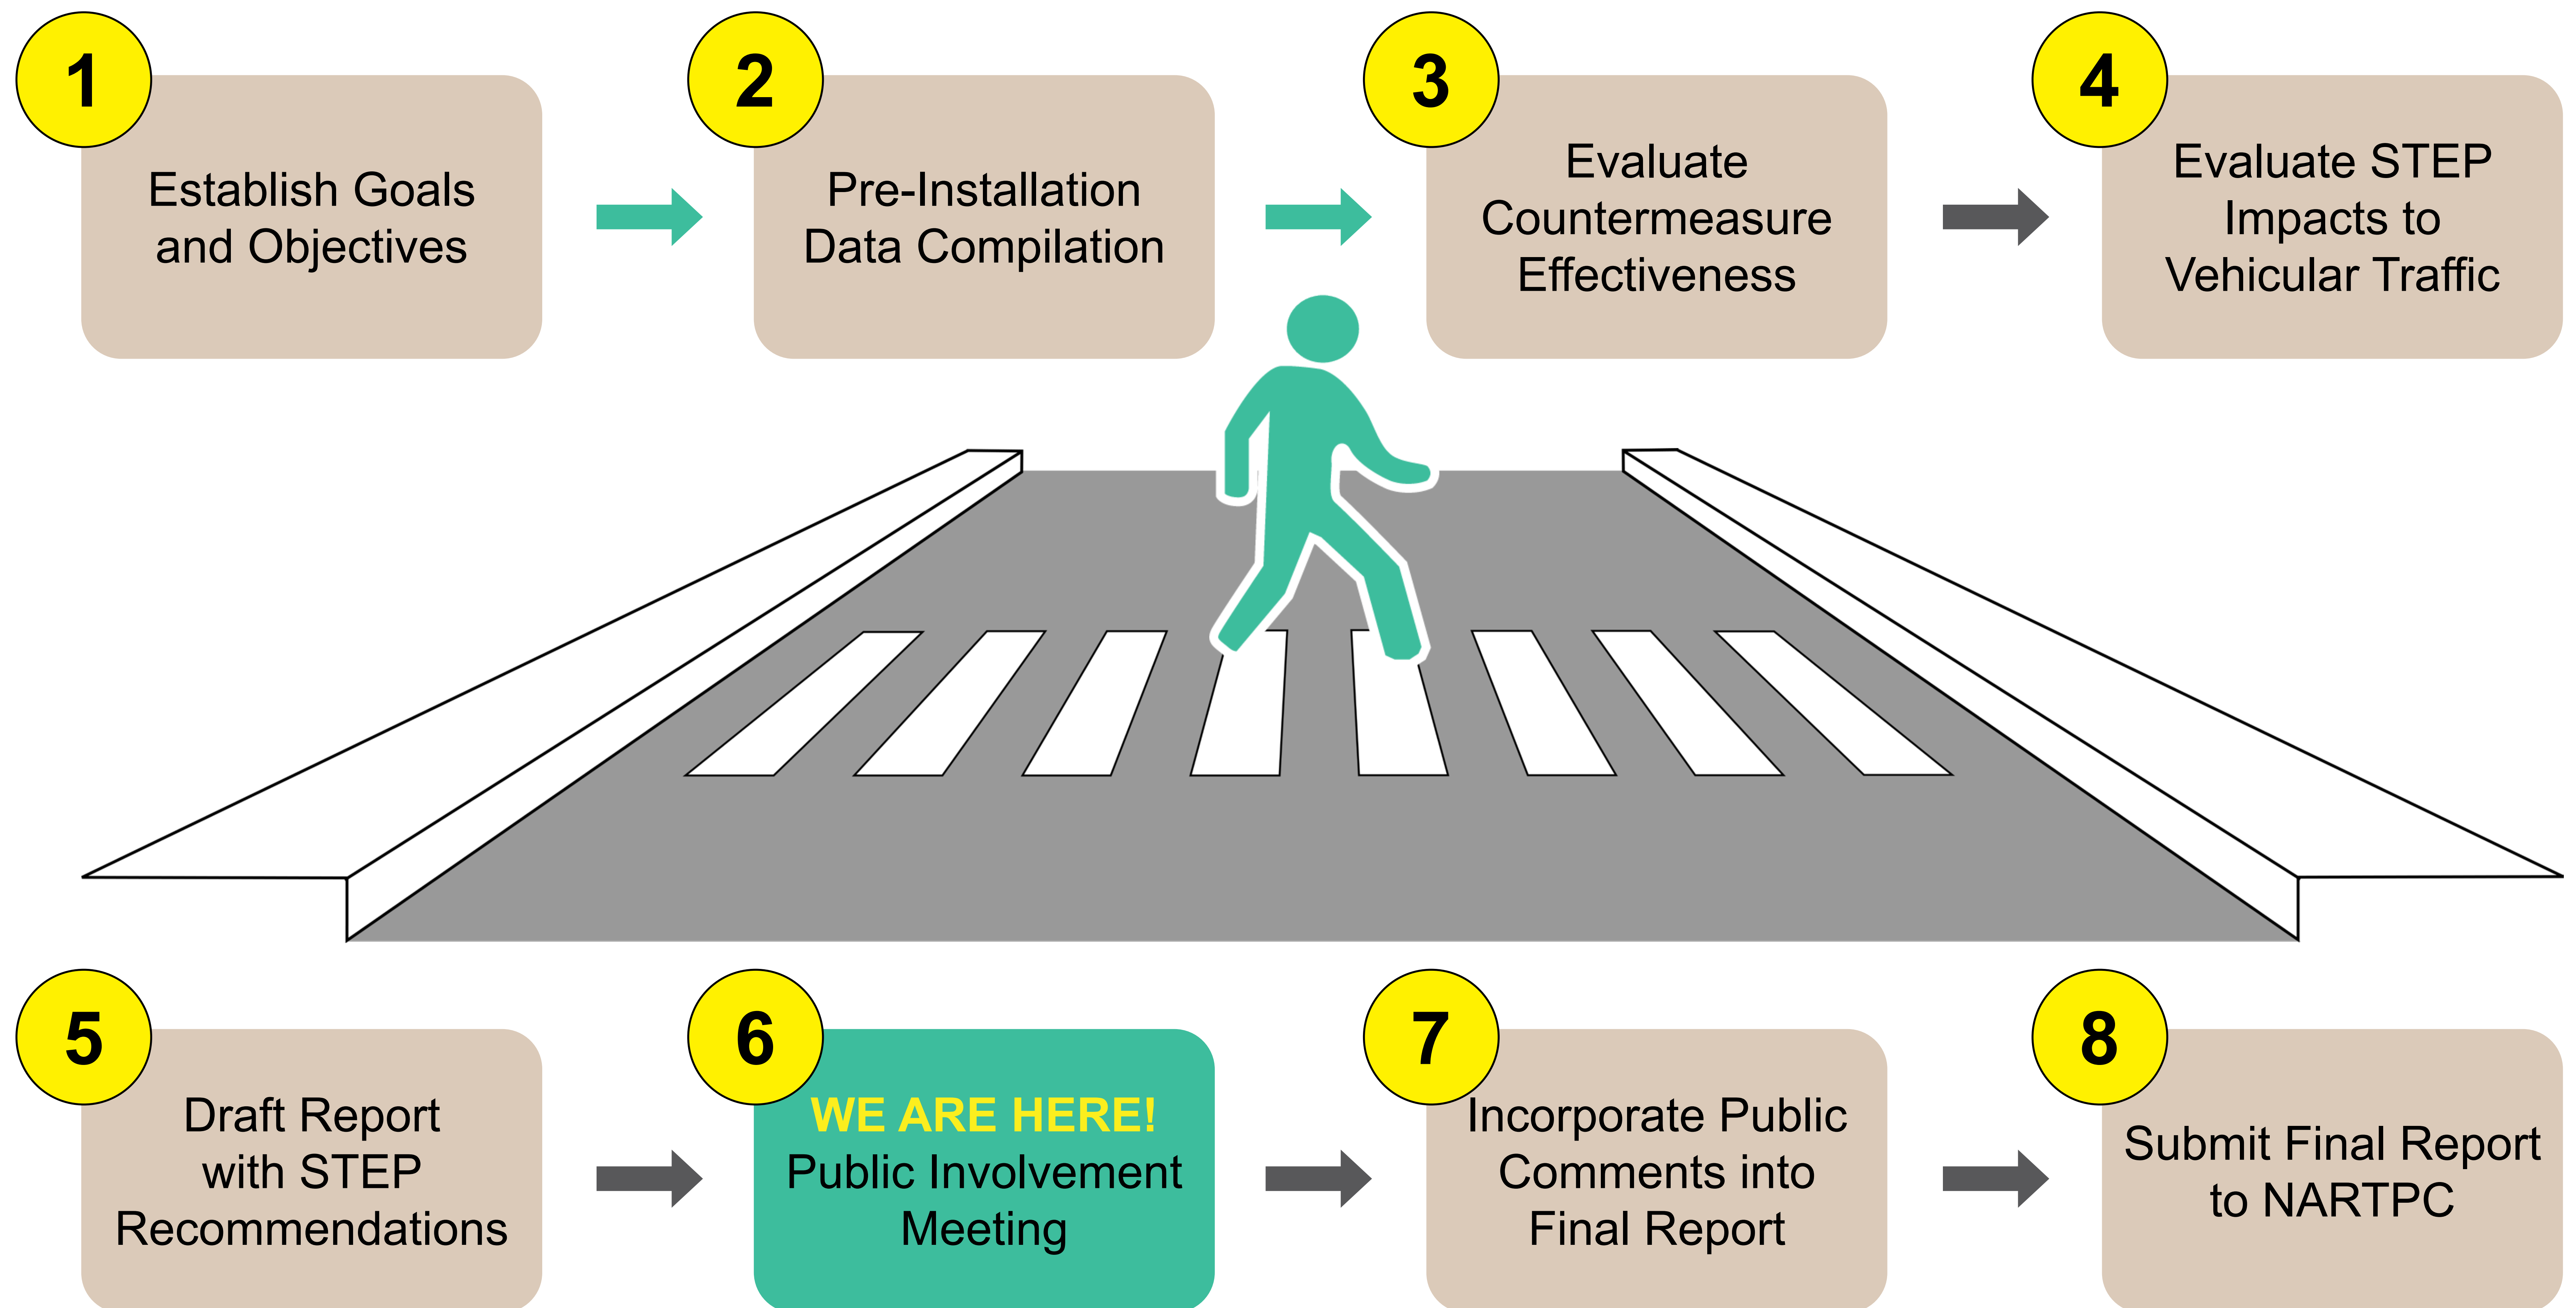 1
Establish Goals
and Objectives
2
Pre-Installation
Data Compilation
3
Evaluate
Countermeasure
Effectiveness
4
Evaluate STEP
Impacts to
Vehicular Traffic
5
Draft Report
with STEP
Recommendations
6
WE ARE HERE!
Public Involvement
Meeting
7
Incorporate Public
Comments into
Final Report
8
Submit Final Report
to NARTPC